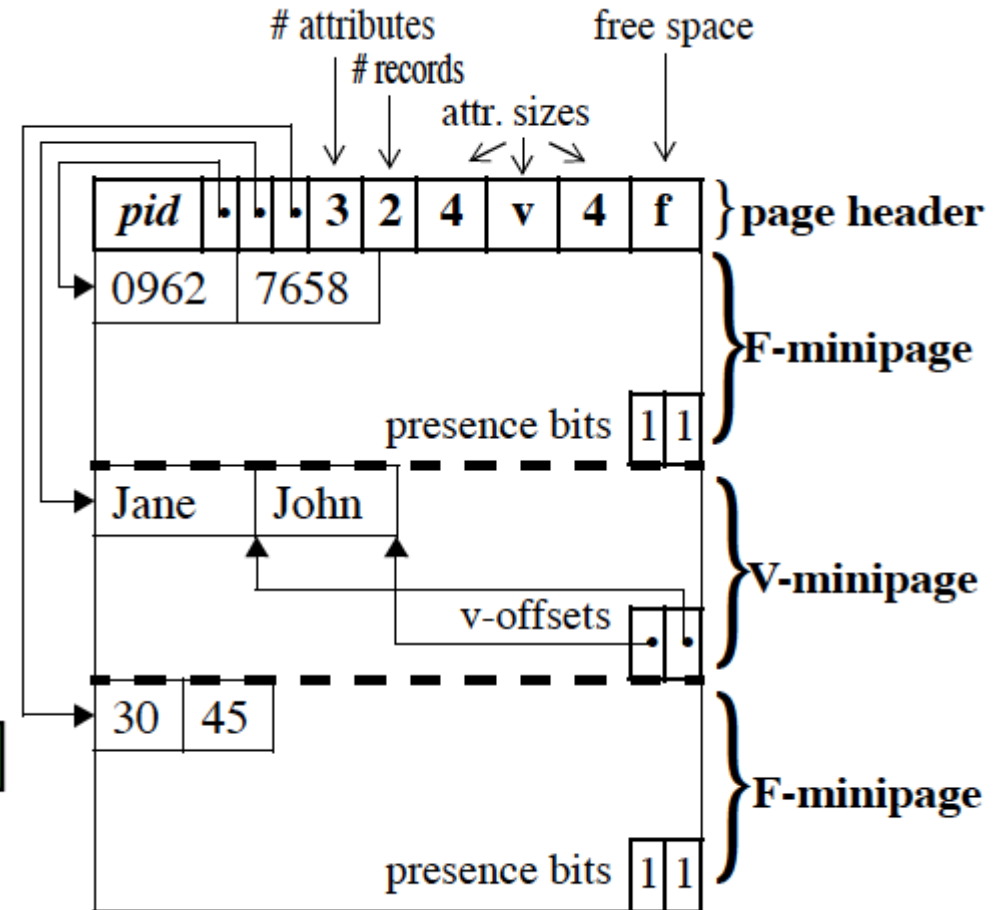 # attributes free space
# records
attr. sizes
pid • • • 3 2 4 v 4 f } page header
0962 7658
F-minipage
presence bits 1 1
Jane John
V-minipage
v-offsets • •
30 45
F-minipage
presence bits 1 1